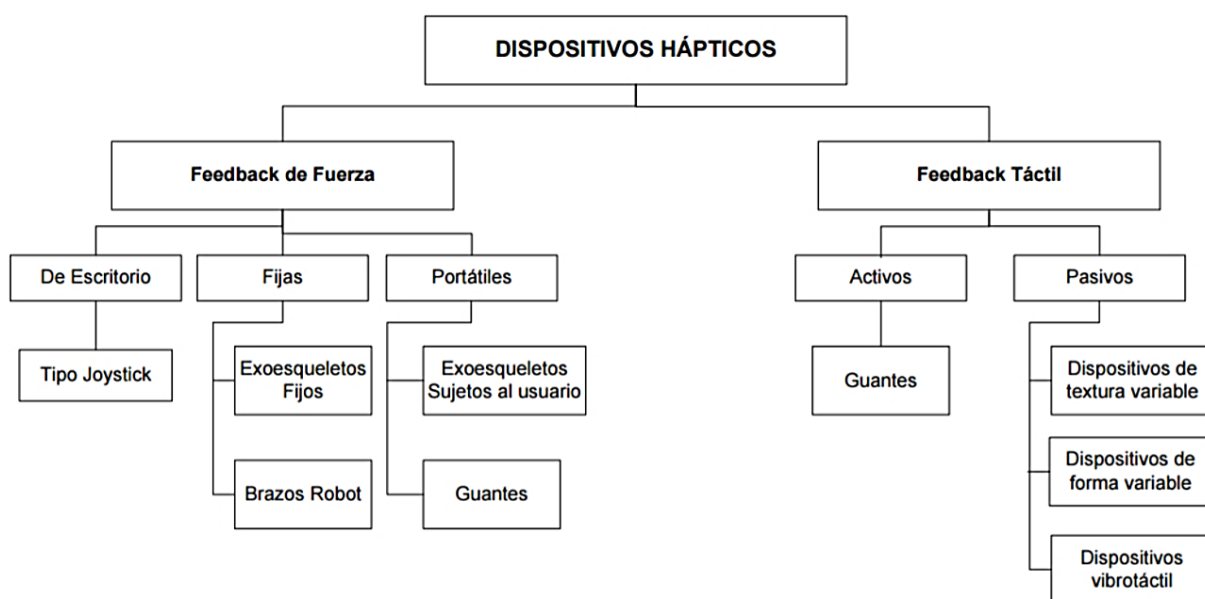 DISPOSITIVOS HÁPTICOS
Feedback de Fuerza
Feedback Táctil
De Escritorio
Fijas
Portátiles
Activos
Pasivos
Tipo Joystick
Exoesqueletos
Fijos
Exoesqueletos
Sujetos al usuario
Guantes
Dispositivos de
textura variable
Brazos Robot
Guantes
Dispositivos de
forma variable
Dispositivos
vibrotáctil